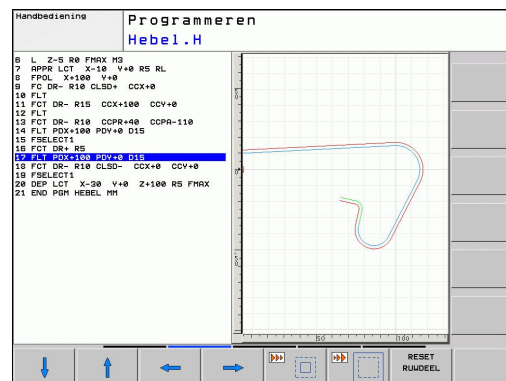 Handbediening
Programmeren
Hebel.H
6 L Z-5 R0 FMAX M3
7 APPR LCT X-10 Y+0 R5 RL
8 FPOL X+100 Y+0
9 FC DR- R10 CLSD+ CCX+0
10 FLT
11 FCT DR- R15 CCX+100 CCY+0
12 FLT
13 FCT DR- R10 CCPR+40 CCPA-110
14 FLT PDX+100 PDY+0 D15
15 FSELECT1
16 FCT DR+ R5
17 FLT PDX+100 PDY+0 D15
18 FCT DR- R10 CLSD- CCX+0 CCY+0
19 FSELECT1
20 DEP LCT X-30 Y+0 Z+100 R5 FMAX
21 END PGM HEBEL MM
50
100
RESET
RUWDEEL